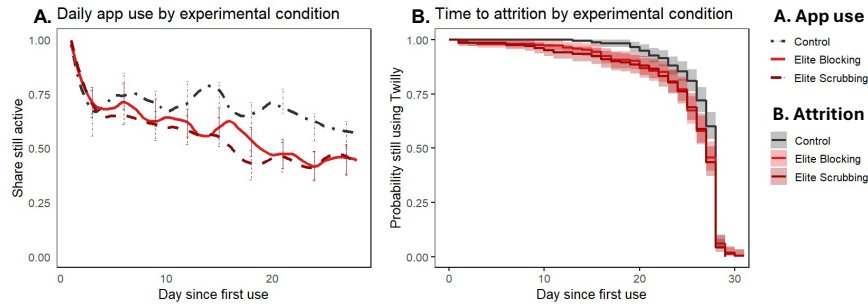 A. Daily app use by experimental condition
Share still active
1.00
0.75
0.50
0.25
0.00
0
10
20
Day since first use
B. Time to attrition by experimental condition
Probability still using Twilly
1.00
0.75
0.50
0.25
0.00
0
10
20
30
Day since first use
A. App use
Control
Elite Blocking
Elite Scrubbing
B. Attrition
Control
Elite Blocking
Elite Scrubbing